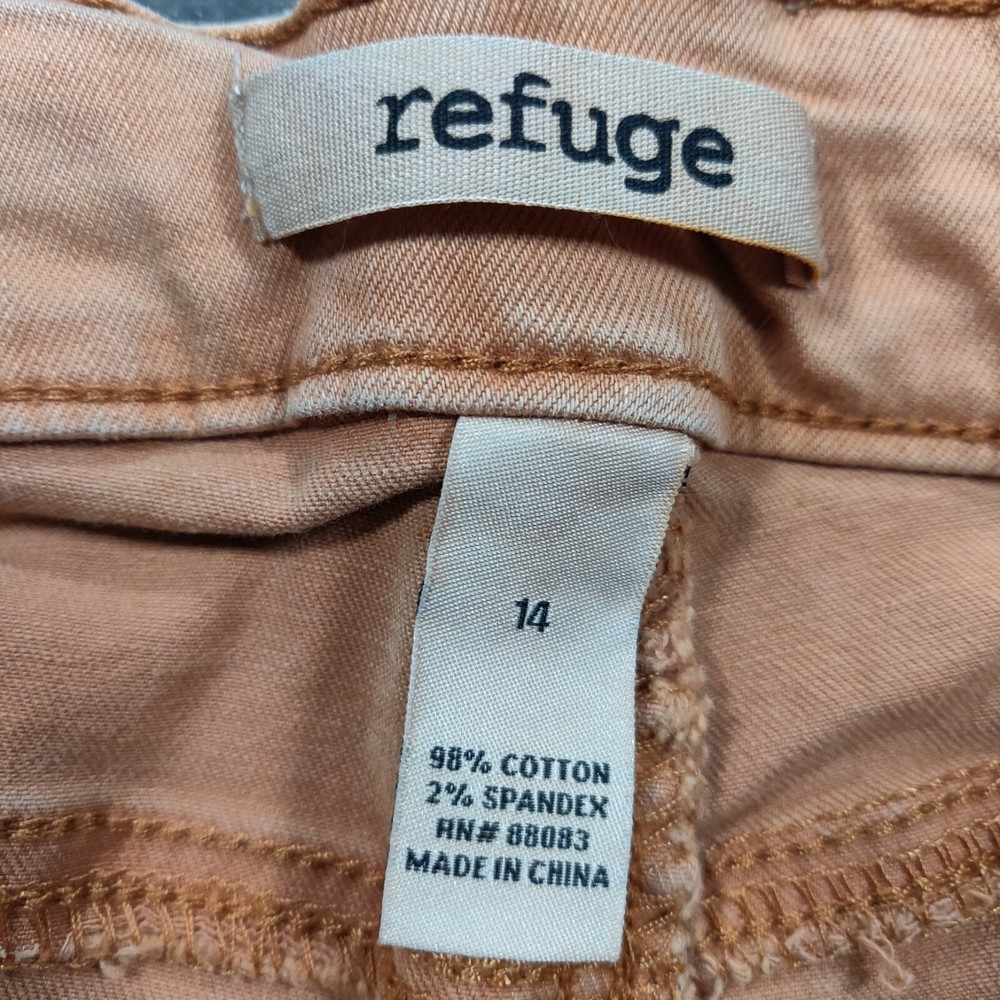 refuge
14
98% COTTON
2% SPANDEX
RN# 88083
MADE IN CHINA